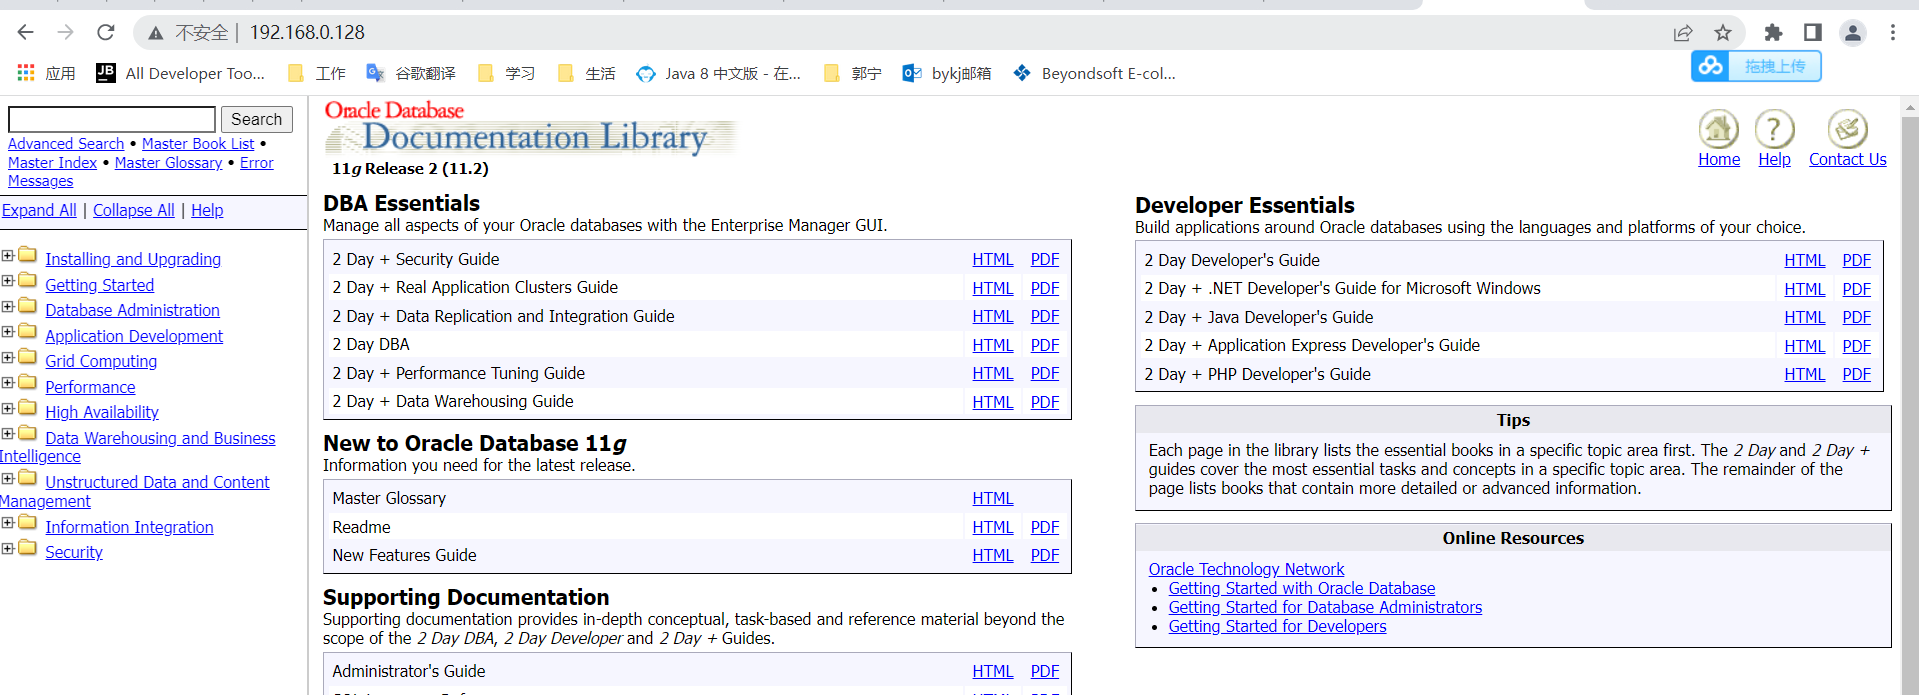 不安全 | 192.168.0.128
应用 JB All Developer Too... 工作 谷歌翻译 学习 生活 Java 8 中文版 - 在... 郭宁 bykj邮箱 Beyondsoft E-col...
拖拽上传
Search
Advanced Search • Master Book List •
Master Index • Master Glossary • Error
Messages
Expand All | Collapse All | Help
Installing and Upgrading
Getting Started
Database Administration
Application Development
Grid Computing
Performance
High Availability
Data Warehousing and Business
Intelligence
Unstructured Data and Content
Management
Information Integration
Security
Oracle Database
Documentation Library
11g Release 2 (11.2)
Home Help Contact Us
DBA Essentials
Manage all aspects of your Oracle databases with the Enterprise Manager GUI.
2 Day + Security Guide HTML PDF
2 Day + Real Application Clusters Guide HTML PDF
2 Day + Data Replication and Integration Guide HTML PDF
2 Day DBA HTML PDF
2 Day + Performance Tuning Guide HTML PDF
2 Day + Data Warehousing Guide HTML PDF
New to Oracle Database 11g
Information you need for the latest release.
Master Glossary HTML
Readme HTML PDF
New Features Guide HTML PDF
Supporting Documentation
Supporting documentation provides in-depth conceptual, task-based and reference material beyond the
scope of the 2 Day DBA, 2 Day Developer and 2 Day + Guides.
Administrator's Guide HTML PDF
Developer Essentials
Build applications around Oracle databases using the languages and platforms of your choice.
2 Day Developer's Guide HTML PDF
2 Day + .NET Developer's Guide for Microsoft Windows HTML PDF
2 Day + Java Developer's Guide HTML PDF
2 Day + Application Express Developer's Guide HTML PDF
2 Day + PHP Developer's Guide HTML PDF
Tips
Each page in the library lists the essential books in a specific topic area first. The 2 Day and 2 Day +
guides cover the most essential tasks and concepts in a specific topic area. The remainder of the
page lists books that contain more detailed or advanced information.
Online Resources
Oracle Technology Network
• Getting Started with Oracle Database
• Getting Started for Database Administrators
• Getting Started for Developers